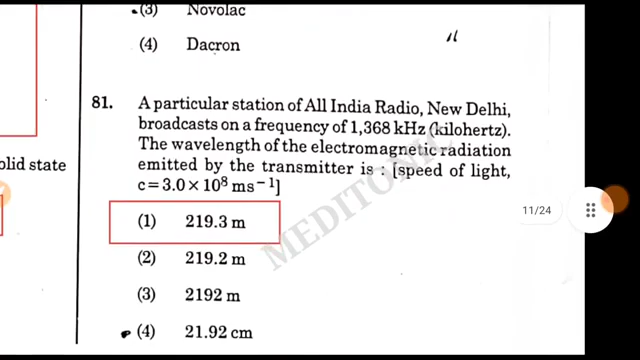 (3) Novolac
(4) Dacron
81. A particular station of All India Radio, New Delhi,
broadcasts on a frequency of 1,368 kHz (kilohertz).
The wavelength of the electromagnetic radiation
emitted by the transmitter is : [speed of light,
c = 3.0 × 10⁸ ms⁻¹]
(1) 219.3 m
(2) 219.2 m
(3) 2192 m
(4) 21.92 cm
olid state
11/24
MEDITONIC